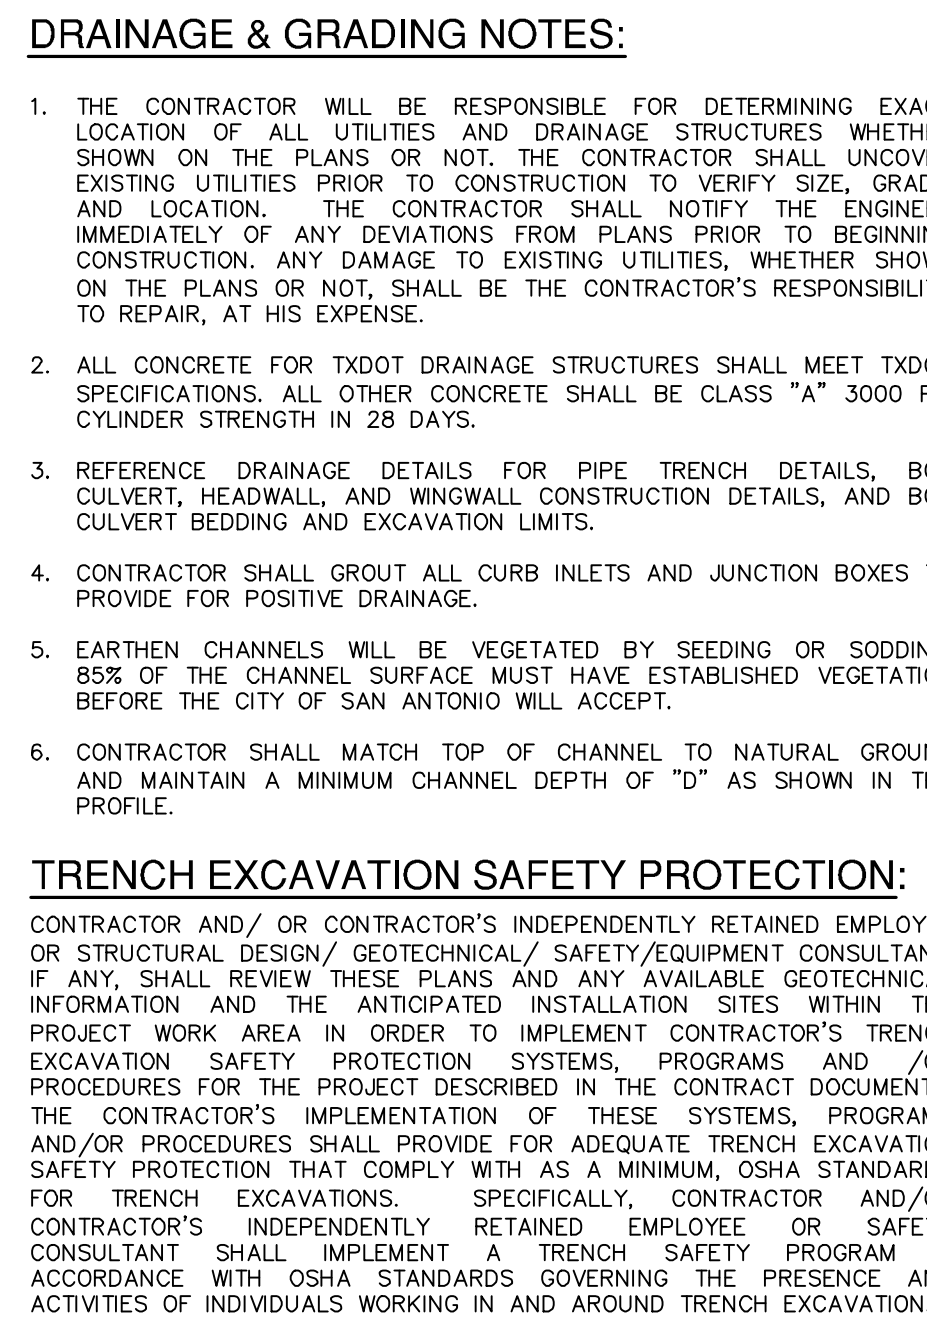 DRAINAGE & GRADING NOTES:
1. THE CONTRACTOR WILL BE RESPONSIBLE FOR DETERMINING
LOCATION OF ALL UTILITIES AND DRAINAGE STRUCTURES
SHOWN ON THE PLANS OR NOT. THE CONTRACTOR SHALL
EXISTING UTILITIES PRIOR TO CONSTRUCTION TO VERIFY SIZE,
AND LOCATION. THE CONTRACTOR SHALL NOTIFY THE
IMMEDIATELY OF ANY DEVIATIONS FROM PLANS PRIOR TO
CONSTRUCTION. ANY DAMAGE TO EXISTING UTILITIES, WHETHER
ON THE PLANS OR NOT, SHALL BE THE CONTRACTOR'S
TO REPAIR, AT HIS EXPENSE.
2. ALL CONCRETE FOR TXDOT DRAINAGE STRUCTURES SHALL MEET
SPECIFICATIONS. ALL OTHER CONCRETE SHALL BE CLASS "A" 3000
CYLINDER STRENGTH IN 28 DAYS.
3. REFERENCE DRAINAGE DETAILS FOR PIPE TRENCH DETAILS,
CULVERT, HEADWALL, AND WINGWALL CONSTRUCTION DETAILS, AND
CULVERT BEDDING AND EXCAVATION LIMITS.
4. CONTRACTOR SHALL GROUT ALL CURB INLETS AND JUNCTION BOXES
PROVIDE FOR POSITIVE DRAINAGE.
5. EARTHEN CHANNELS WILL BE VEGETATED BY SEEDING OR
85% OF THE CHANNEL SURFACE MUST HAVE ESTABLISHED
BEFORE THE CITY OF SAN ANTONIO WILL ACCEPT.
6. CONTRACTOR SHALL MATCH TOP OF CHANNEL TO NATURAL
AND MAINTAIN A MINIMUM CHANNEL DEPTH OF "D" AS SHOWN IN
PROFILE.
TRENCH EXCAVATION SAFETY PROTECTION:
CONTRACTOR AND/ OR CONTRACTOR'S INDEPENDENTLY RETAINED
OR STRUCTURAL DESIGN/ GEOTECHNICAL/ SAFETY/EQUIPMENT
IF ANY, SHALL REVIEW THESE PLANS AND ANY AVAILABLE
INFORMATION AND THE ANTICIPATED INSTALLATION SITES WITHIN
PROJECT WORK AREA IN ORDER TO IMPLEMENT CONTRACTOR'S
EXCAVATION SAFETY PROTECTION SYSTEMS, PROGRAMS AND
PROCEDURES FOR THE PROJECT DESCRIBED IN THE CONTRACT
THE CONTRACTOR'S IMPLEMENTATION OF THESE SYSTEMS,
AND/OR PROCEDURES SHALL PROVIDE FOR ADEQUATE TRENCH
SAFETY PROTECTION THAT COMPLY WITH AS A MINIMUM, OSHA
FOR TRENCH EXCAVATIONS. SPECIFICALLY, CONTRACTOR
CONTRACTOR'S INDEPENDENTLY RETAINED EMPLOYEE OR
CONSULTANT SHALL IMPLEMENT A TRENCH SAFETY PROGRAM
ACCORDANCE WITH OSHA STANDARDS GOVERNING THE PRESENCE
ACTIVITIES OF INDIVIDUALS WORKING IN AND AROUND TRENCH